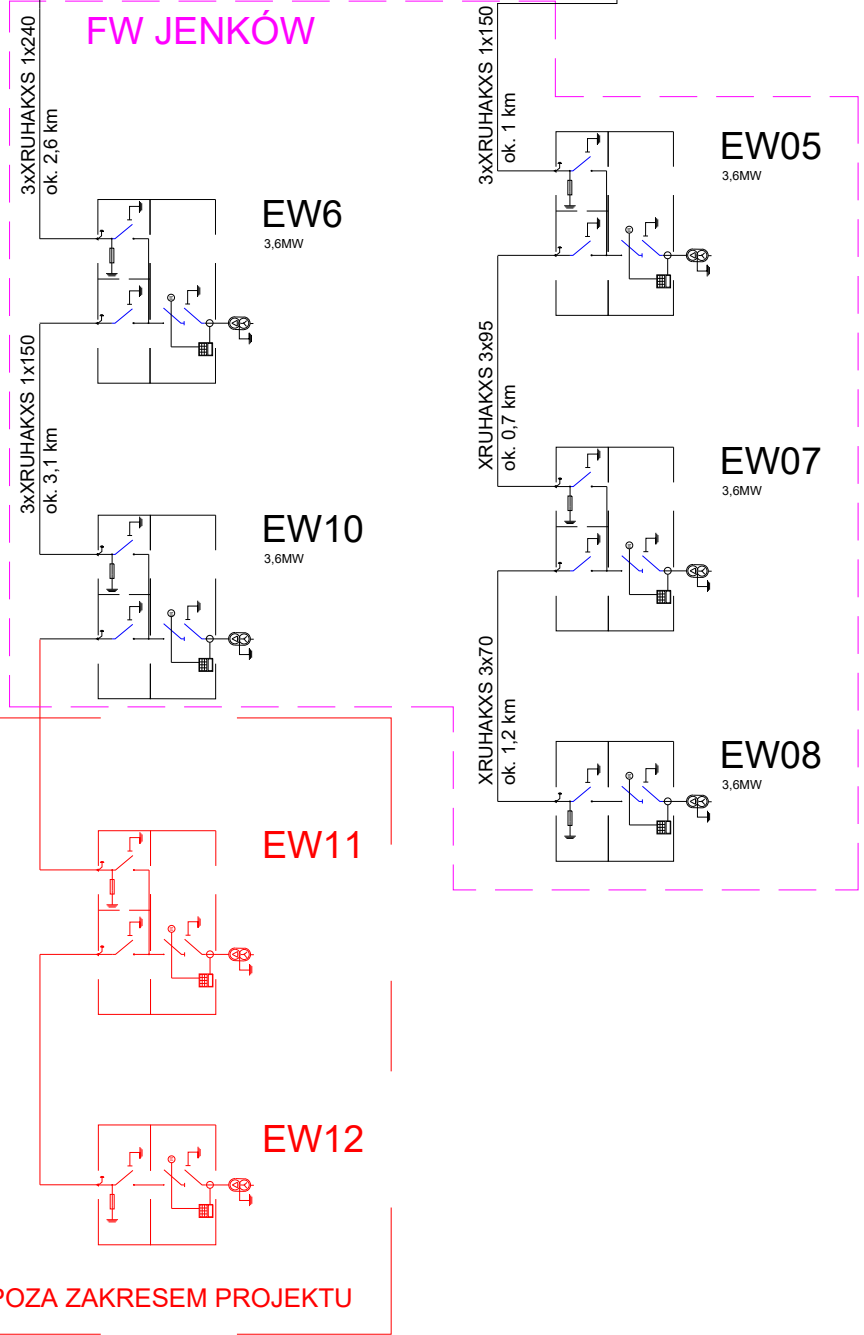 FW JENKÓW
3xXRUHAKXS 1x240
ok. 2,6 km
EW6
3,6MW
3xXRUHAKXS 1x150
ok. 3,1 km
EW10
3,6MW
EW11
EW12
POZA ZAKRESEM PROJEKTU
3xXRUHAKXS 1x150
ok. 1 km
EW05
3,6MW
XRUHAKXS 3x95
ok. 0,7 km
EW07
3,6MW
XRUHAKXS 3x70
ok. 1,2 km
EW08
3,6MW